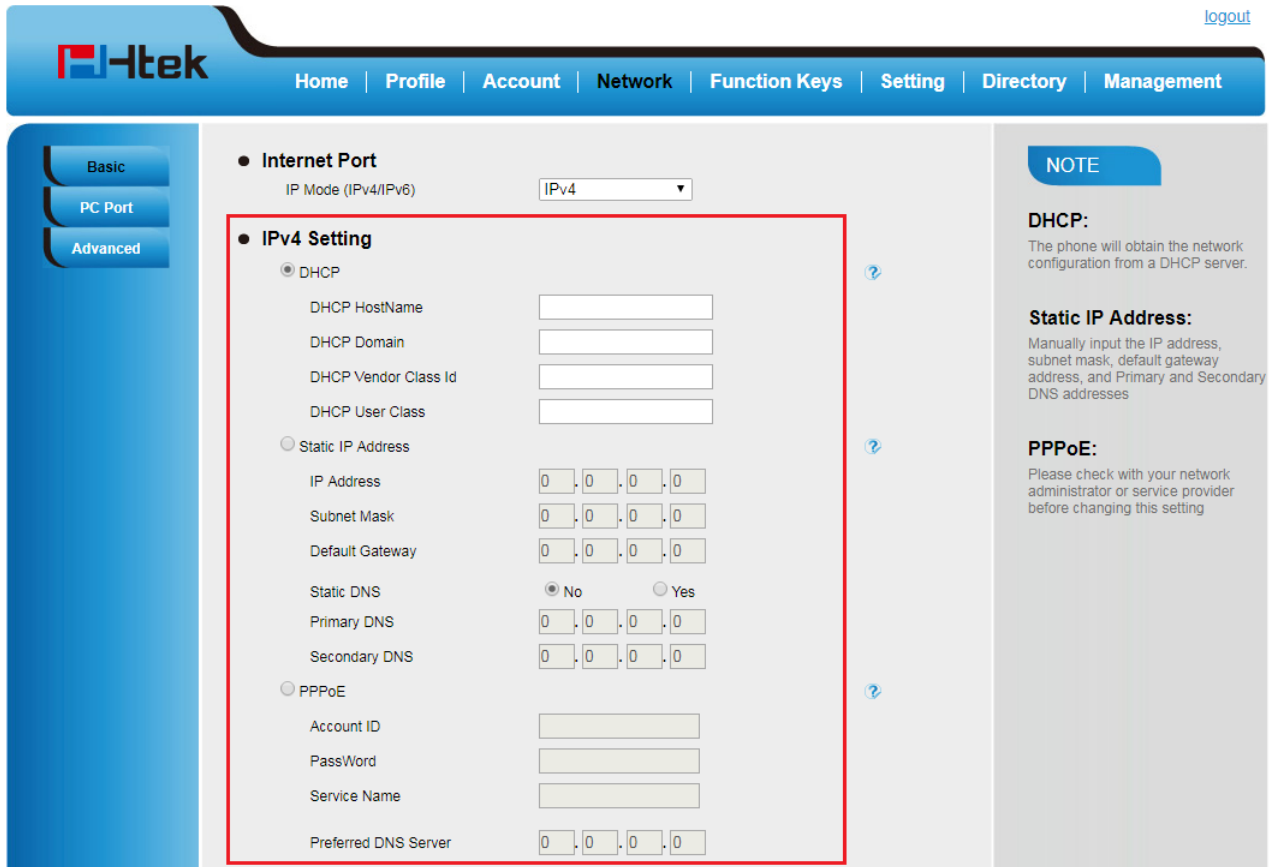 logout
Htek
Home | Profile | Account | Network | Function Keys | Setting | Directory | Management
Basic
PC Port
Advanced
Internet Port
IP Mode (IPv4/IPv6) IPv4
IPv4 Setting
DHCP
DHCP HostName
DHCP Domain
DHCP Vendor Class Id
DHCP User Class
Static IP Address
IP Address 0 . 0 . 0 . 0
Subnet Mask 0 . 0 . 0 . 0
Default Gateway 0 . 0 . 0 . 0
Static DNS No Yes
Primary DNS 0 . 0 . 0 . 0
Secondary DNS 0 . 0 . 0 . 0
PPPoE
Account ID
PassWord
Service Name
Preferred DNS Server 0 . 0 . 0 . 0
NOTE
DHCP:
The phone will obtain the network
configuration from a DHCP server.
Static IP Address:
Manually input the IP address,
subnet mask, default gateway
address, and Primary and Secondary
DNS addresses
PPPoE:
Please check with your network
administrator or service provider
before changing this setting